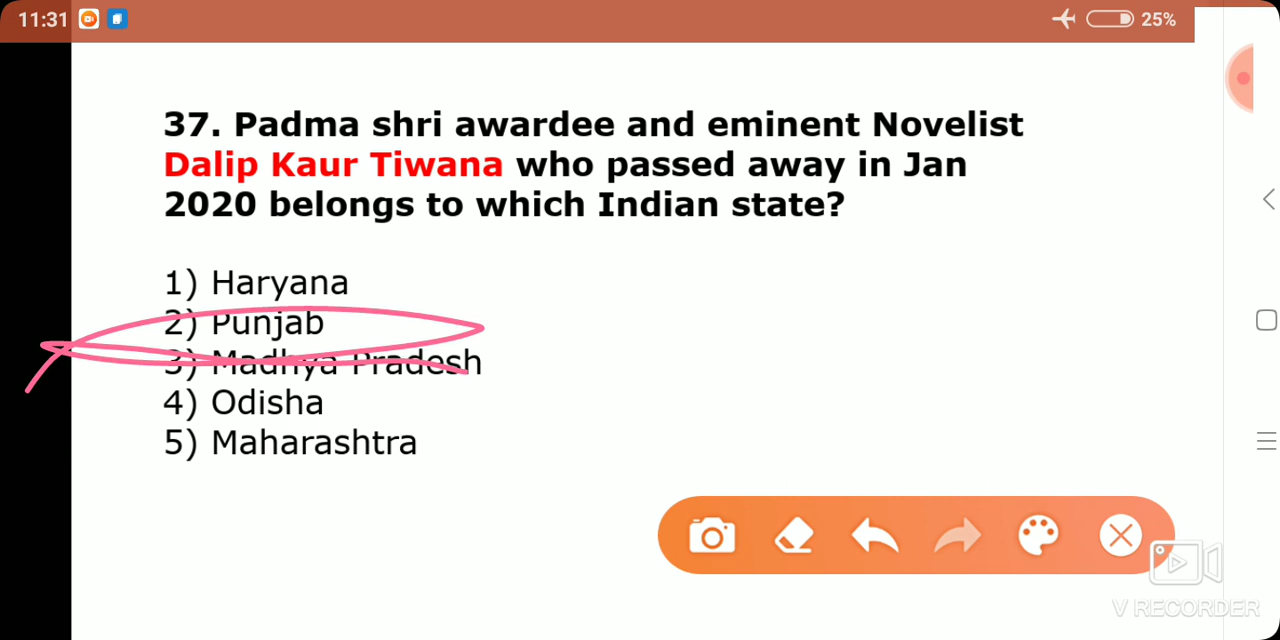 11:31
25%
37. Padma shri awardee and eminent Novelist
Dalip Kaur Tiwana who passed away in Jan
2020 belongs to which Indian state?
1) Haryana
2) Punjab
3) Madhya Pradesh
4) Odisha
5) Maharashtra
V RECORDER